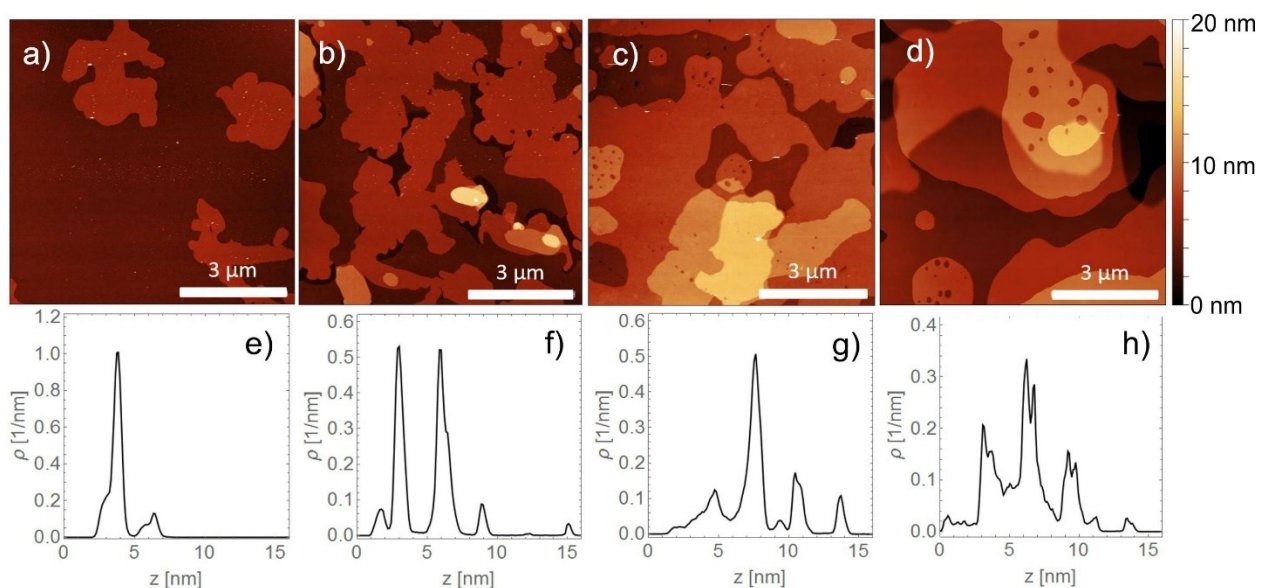 a)
b)
c)
d)
3 µm
3 µm
3 µm
3 µm
20 nm
10 nm
0 nm
e)
f)
g)
h)
ρ [1/nm]
1.2
1.0
0.8
0.6
0.4
0.2
0.0
0
5
10
15
z [nm]
ρ [1/nm]
0.6
0.5
0.4
0.3
0.2
0.1
0.0
0
5
10
15
z [nm]
ρ [1/nm]
0.6
0.5
0.4
0.3
0.2
0.1
0.0
0
5
10
15
z [nm]
ρ [1/nm]
0.4
0.3
0.2
0.1
0.0
0
5
10
15
z [nm]